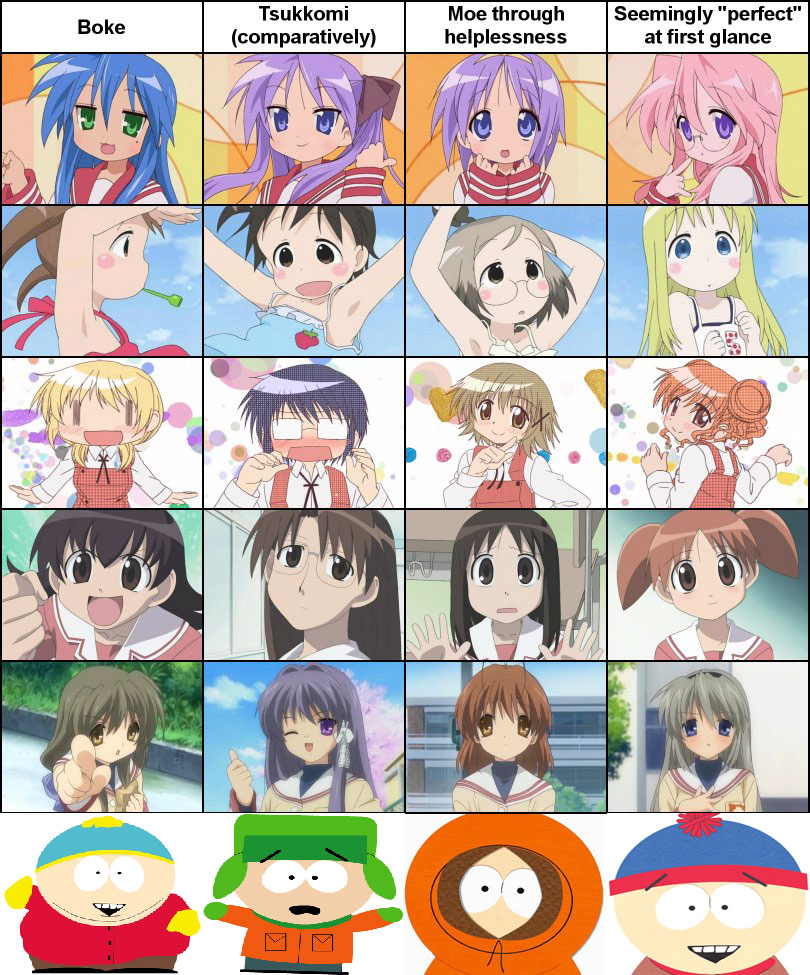 Boke
Tsukkomi
(comparatively)
Moe through
helplessness
Seemingly "perfect"
at first glance